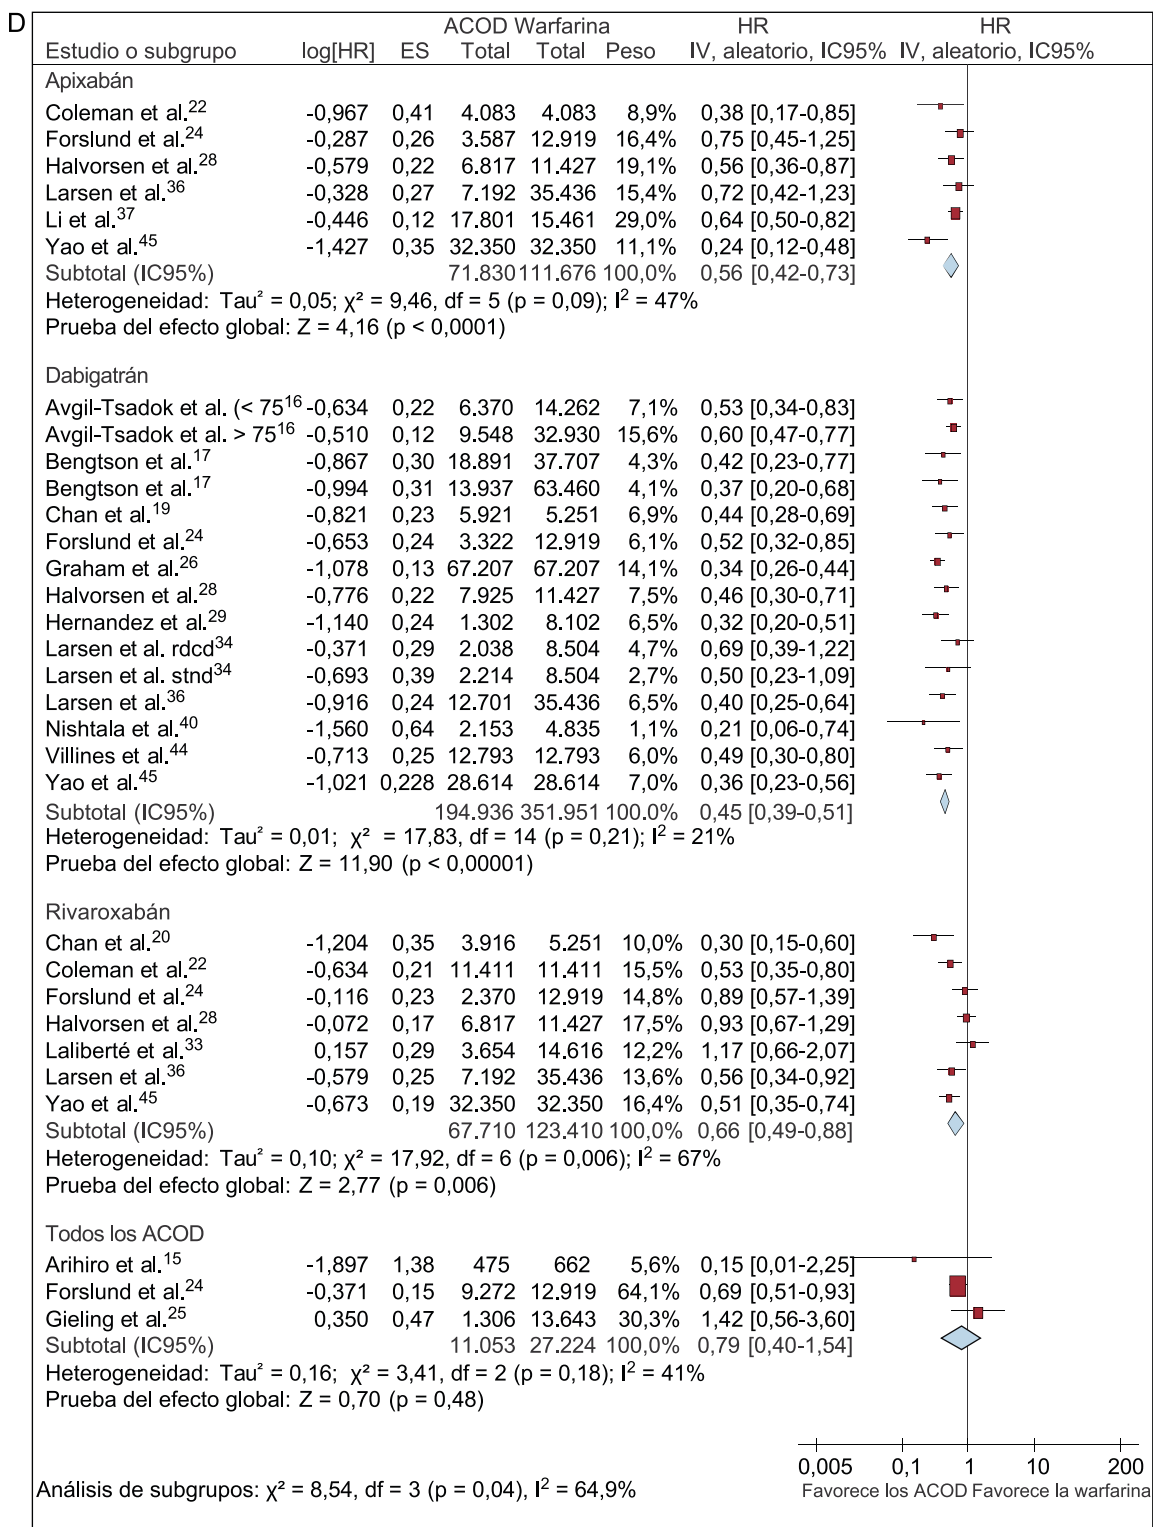 D
ACOD Warfarina HR HR
Estudio o subgrupo log[HR] ES Total Total Peso IV, aleatorio, IC95% IV, aleatorio, IC95%
Apixabán
Coleman et al.22 -0,967 0,41 4.083 4.083 8,9% 0,38 [0,17-0,85]
Forslund et al.24 -0,287 0,26 3.587 12.919 16,4% 0,75 [0,45-1,25]
Halvorsen et al.28 -0,579 0,22 6.817 11.427 19,1% 0,56 [0,36-0,87]
Larsen et al.36 -0,328 0,27 7.192 35.436 15,4% 0,72 [0,42-1,23]
Li et al.37 -0,446 0,12 17.801 15.461 29,0% 0,64 [0,50-0,82]
Yao et al.45 -1,427 0,35 32.350 32.350 11,1% 0,24 [0,12-0,48]
Subtotal (IC95%) 71.830 111.676 100,0% 0,56 [0,42-0,73]
Heterogeneidad: Tau² = 0,05; χ² = 9,46, df = 5 (p = 0,09); I2 = 47%
Prueba del efecto global: Z = 4,16 (p < 0,0001)
Dabigatrán
Avgil-Tsadok et al. (< 7516 -0,634 0,22 6.370 14.262 7,1% 0,53 [0,34-0,83]
Avgil-Tsadok et al. > 7516 -0,510 0,12 9.548 32.930 15,6% 0,60 [0,47-0,77]
Bengtson et al.17 -0,867 0,30 18.891 37.707 4,3% 0,42 [0,23-0,77]
Bengtson et al.17 -0,994 0,31 13.937 63.460 4,1% 0,37 [0,20-0,68]
Chan et al.19 -0,821 0,23 5.921 5.251 6,9% 0,44 [0,28-0,69]
Forslund et al.24 -0,653 0,24 3.322 12.919 6,1% 0,52 [0,32-0,85]
Graham et al.26 -1,078 0,13 67.207 67.207 14,1% 0,34 [0,26-0,44]
Halvorsen et al.28 -0,776 0,22 7.925 11.427 7,5% 0,46 [0,30-0,71]
Hernandez et al.29 -1,140 0,24 1.302 8.102 6,5% 0,32 [0,20-0,51]
Larsen et al. rdcd34 -0,371 0,29 2.038 8.504 4,7% 0,69 [0,39-1,22]
Larsen et al. stnd34 -0,693 0,39 2.214 8.504 2,7% 0,50 [0,23-1,09]
Larsen et al.36 -0,916 0,24 12.701 35.436 6,5% 0,40 [0,25-0,64]
Nishtala et al.40 -1,560 0,64 2.153 4.835 1,1% 0,21 [0,06-0,74]
Villines et al.44 -0,713 0,25 12.793 12.793 6,0% 0,49 [0,30-0,80]
Yao et al.45 -1,021 0,228 28.614 28.614 7,0% 0,36 [0,23-0,56]
Subtotal (IC95%) 194.936 351.951 100.0% 0,45 [0,39-0,51]
Heterogeneidad: Tau² = 0,01; χ² = 17,83, df = 14 (p = 0,21); I2 = 21%
Prueba del efecto global: Z = 11,90 (p < 0,00001)
Rivaroxabán
Chan et al.20 -1,204 0,35 3.916 5.251 10,0% 0,30 [0,15-0,60]
Coleman et al.22 -0,634 0,21 11.411 11.411 15,5% 0,53 [0,35-0,80]
Forslund et al.24 -0,116 0,23 2.370 12.919 14,8% 0,89 [0,57-1,39]
Halvorsen et al.28 -0,072 0,17 6.817 11.427 17,5% 0,93 [0,67-1,29]
Laliberté et al.33 0,157 0,29 3.654 14.616 12,2% 1,17 [0,66-2,07]
Larsen et al.36 -0,579 0,25 7.192 35.436 13,6% 0,56 [0,34-0,92]
Yao et al.45 -0,673 0,19 32.350 32.350 16,4% 0,51 [0,35-0,74]
Subtotal (IC95%) 67.710 123.410 100,0% 0,66 [0,49-0,88]
Heterogeneidad: Tau² = 0,10; χ² = 17,92, df = 6 (p = 0,006); I2 = 67%
Prueba del efecto global: Z = 2,77 (p = 0,006)
Todos los ACOD
Arihiro et al.15 -1,897 1,38 475 662 5,6% 0,15 [0,01-2,25]
Forslund et al.24 -0,371 0,15 9.272 12.919 64,1% 0,69 [0,51-0,93]
Gieling et al.25 0,350 0,47 1.306 13.643 30,3% 1,42 [0,56-3,60]
Subtotal (IC95%) 11.053 27.224 100,0% 0,79 [0,40-1,54]
Heterogeneidad: Tau² = 0,16; χ² = 3,41, df = 2 (p = 0,18); I2 = 41%
Prueba del efecto global: Z = 0,70 (p = 0,48)
0,005 0,1 1 10 200
Análisis de subgrupos: χ² = 8,54, df = 3 (p = 0,04), I2 = 64,9% Favorece los ACOD Favorece la warfarina